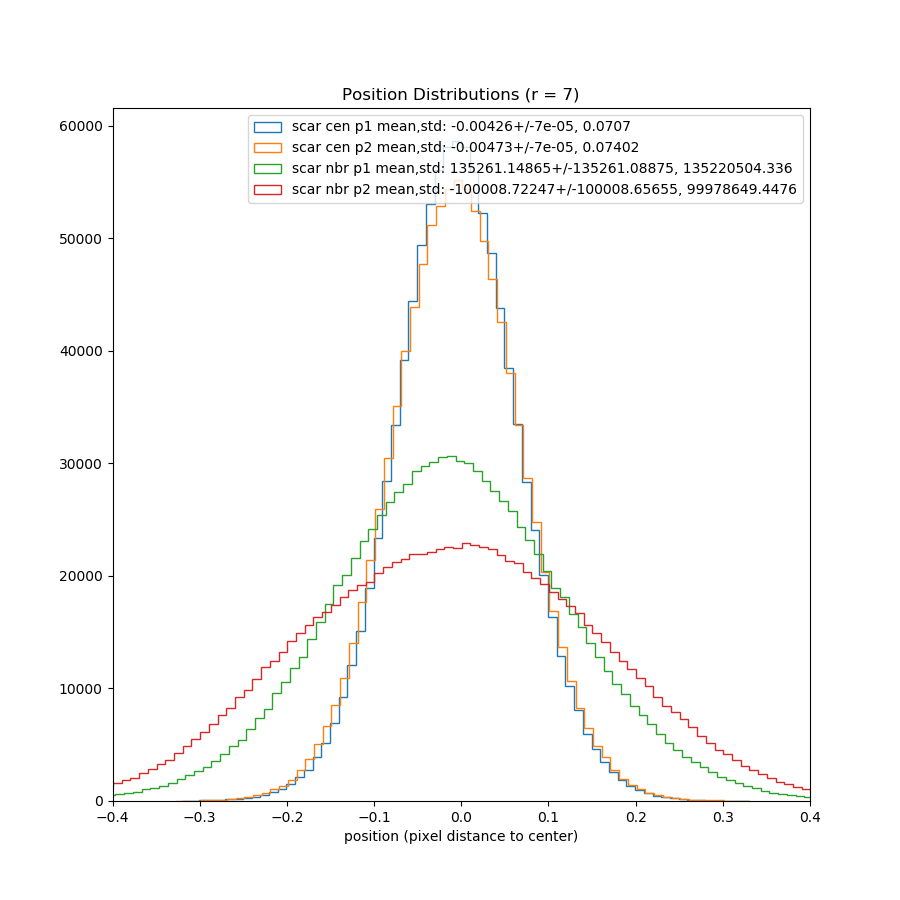 Position Distributions (r = 7)
scar cen p1 mean,std: -0.00426+/-7e-05, 0.0707
scar cen p2 mean,std: -0.00473+/-7e-05, 0.07402
scar nbr p1 mean,std: 135261.14865+/-135261.08875, 135220504.336
scar nbr p2 mean,std: -100008.72247+/-100008.65655, 99978649.4476
60000
50000
40000
30000
20000
10000
0
−0.4 −0.3 −0.2 −0.1 0.0 0.1 0.2 0.3 0.4
position (pixel distance to center)